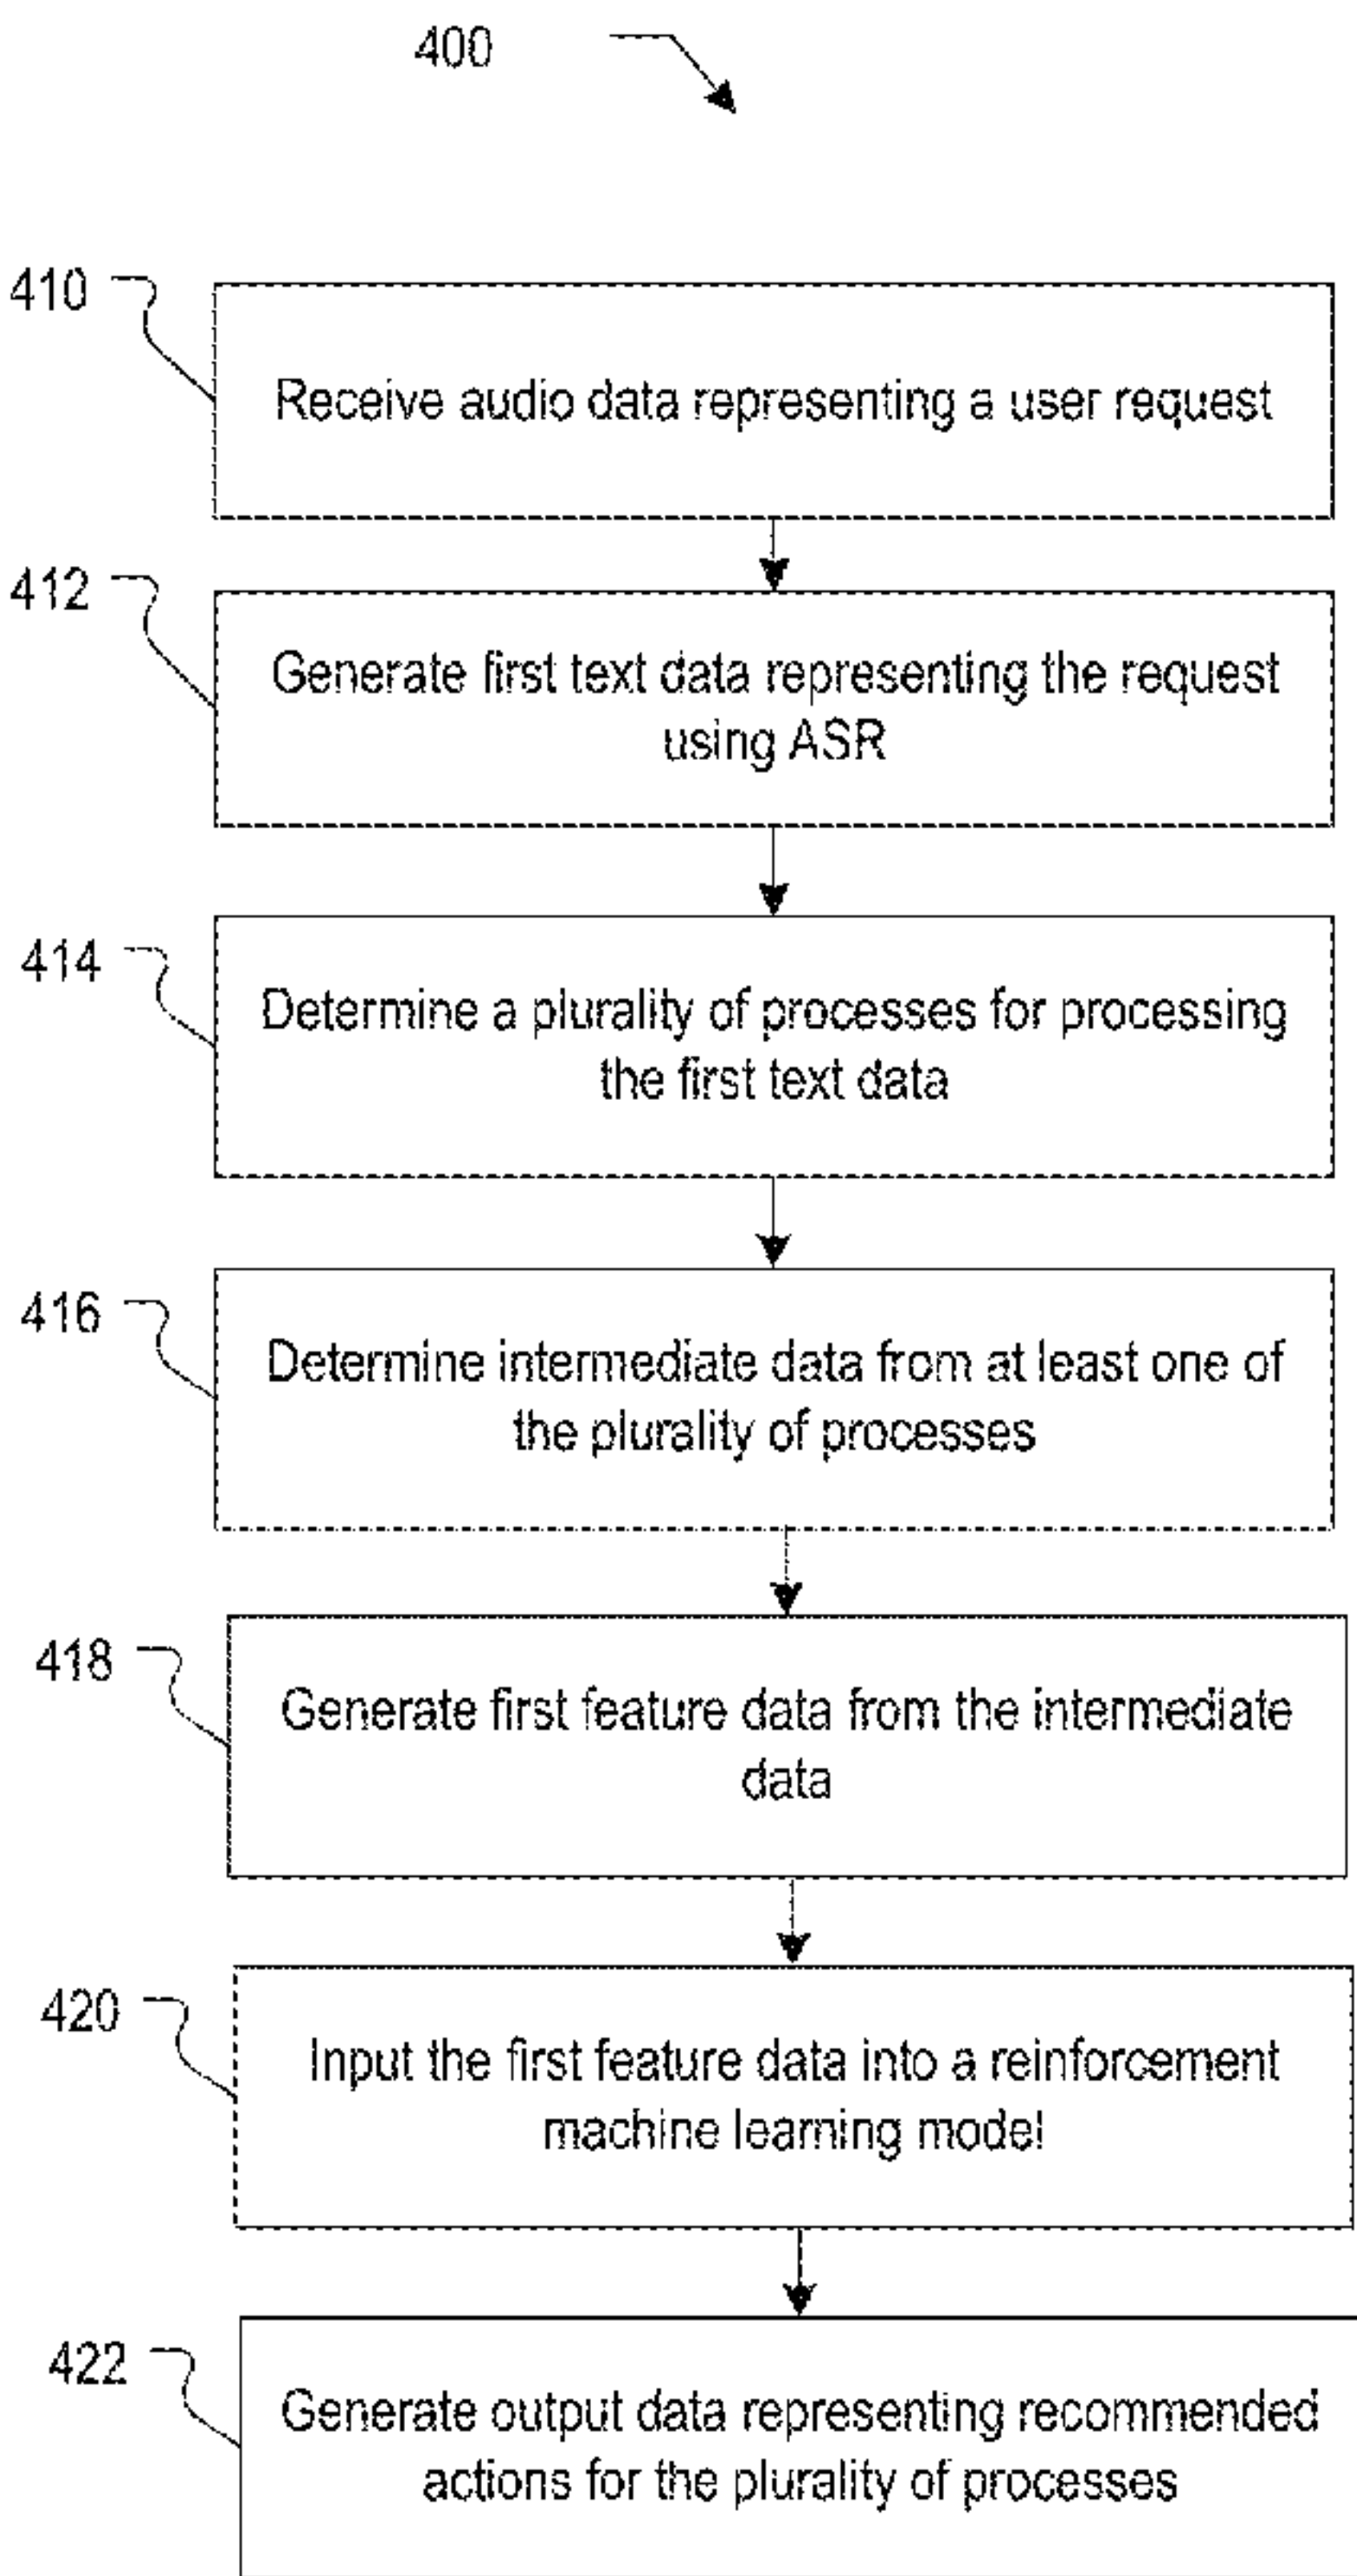 400
410
Receive audio data representing a user request
412
Generate first text data representing the request
using ASR
414
Determine a plurality of processes for processing
the first text data
416
Determine intermediate data from at least one of
the plurality of processes
418
Generate first feature data from the intermediate
data
420
Input the first feature data into a reinforcement
machine learning model
422
Generate output data representing recommended
actions for the plurality of processes